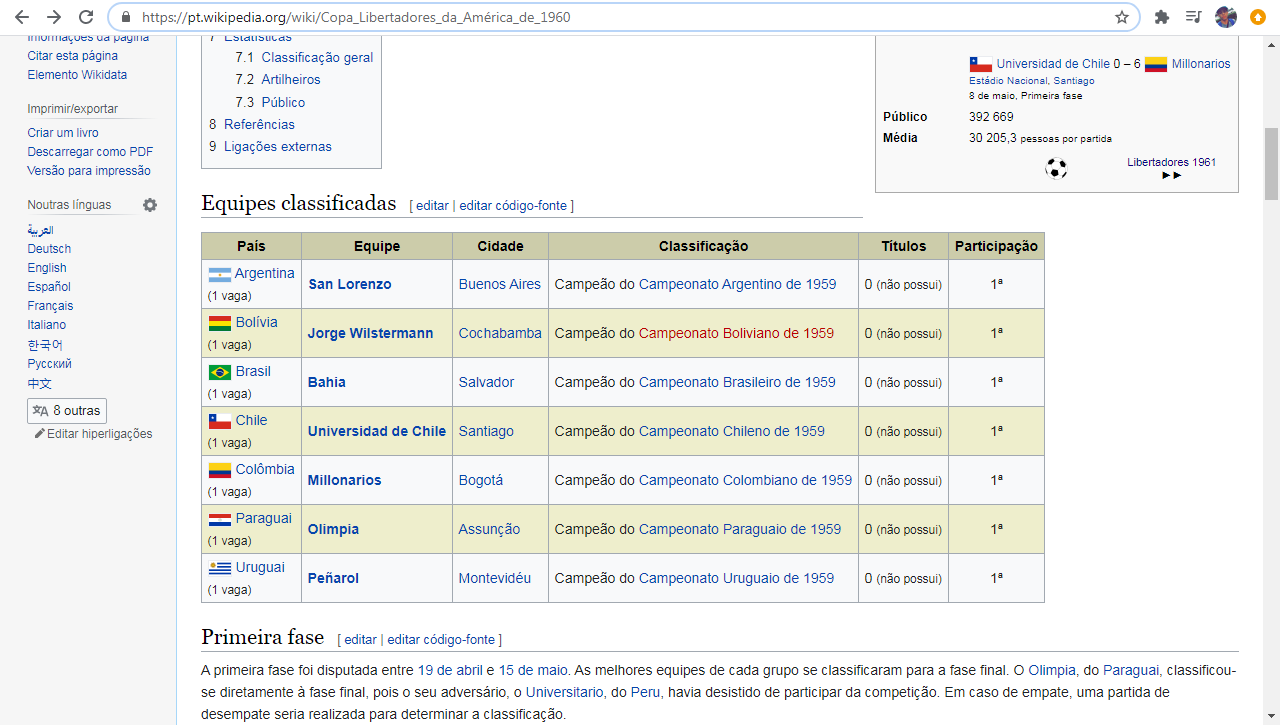 https://pt.wikipedia.org/wiki/Copa_Libertadores_da_América_de_1960
Informações da página
Citar esta página
Elemento Wikidata
Imprimir/exportar
Criar um livro
Descarregar como PDF
Versão para impressão
Noutras línguas
العربية
Deutsch
English
Español
Français
Italiano
한국어
Русский
中文
8 outras
Editar hiperligações
7 Estatísticas
7.1 Classificação geral
7.2 Artilheiros
7.3 Público
8 Referências
9 Ligações externas
Universidad de Chile 0 – 6 Millonarios
Estádio Nacional, Santiago
8 de maio, Primeira fase
Público 392 669
Média 30 205,3 pessoas por partida
Libertadores 1961
►►
Equipes classificadas [ editar | editar código-fonte ]
País Equipe Cidade Classificação Títulos Participação
Argentina
(1 vaga) San Lorenzo Buenos Aires Campeão do Campeonato Argentino de 1959 0 (não possui) 1ª
Bolívia
(1 vaga) Jorge Wilstermann Cochabamba Campeão do Campeonato Boliviano de 1959 0 (não possui) 1ª
Brasil
(1 vaga) Bahia Salvador Campeão do Campeonato Brasileiro de 1959 0 (não possui) 1ª
Chile
(1 vaga) Universidad de Chile Santiago Campeão do Campeonato Chileno de 1959 0 (não possui) 1ª
Colômbia
(1 vaga) Millonarios Bogotá Campeão do Campeonato Colombiano de 1959 0 (não possui) 1ª
Paraguai
(1 vaga) Olimpia Assunção Campeão do Campeonato Paraguaio de 1959 0 (não possui) 1ª
Uruguai
(1 vaga) Peñarol Montevidéu Campeão do Campeonato Uruguaio de 1959 0 (não possui) 1ª
Primeira fase [ editar | editar código-fonte ]
A primeira fase foi disputada entre 19 de abril e 15 de maio. As melhores equipes de cada grupo se classificaram para a fase final. O Olimpia, do Paraguai, classificou-
se diretamente à fase final, pois o seu adversário, o Universitario, do Peru, havia desistido de participar da competição. Em caso de empate, uma partida de
desempate seria realizada para determinar a classificação.